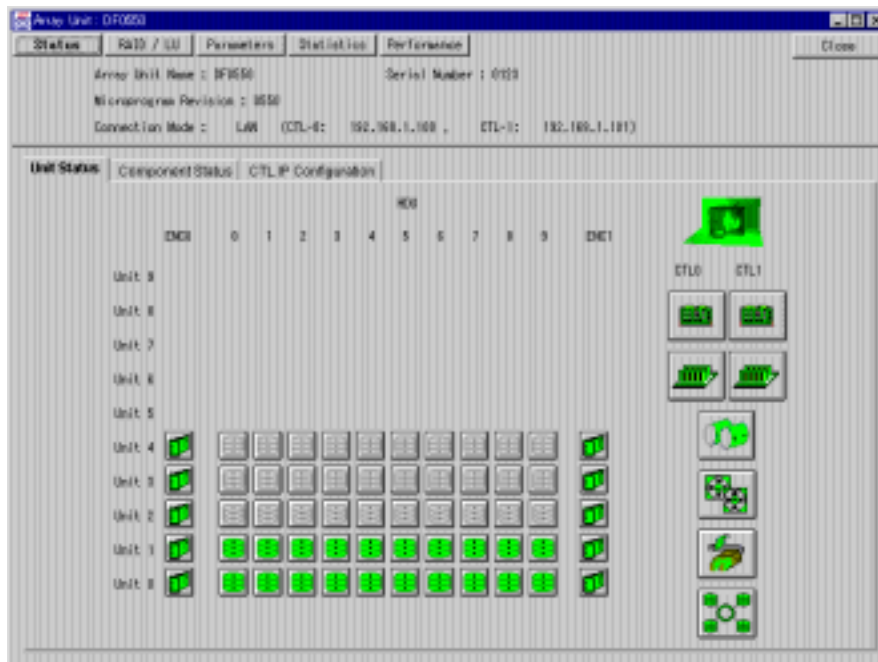 Array Unit : DF0550
Status RAID / LU Parameters Statistics Performance Close
Array Unit Name : DF0550 Serial Number : 0123
Microprogram Revision : 0550
Connection Mode : LAN (CTL-0: 192.168.1.100 , CTL-1: 192.168.1.101)
Unit Status Component Status CTL IP Configuration
HDU
ENC0 0 1 2 3 4 5 6 7 8 9 ENC1
CTL0 CTL1
Unit 9
Unit 8
Unit 7
Unit 6
Unit 5
Unit 4
Unit 3
Unit 2
Unit 1
Unit 0